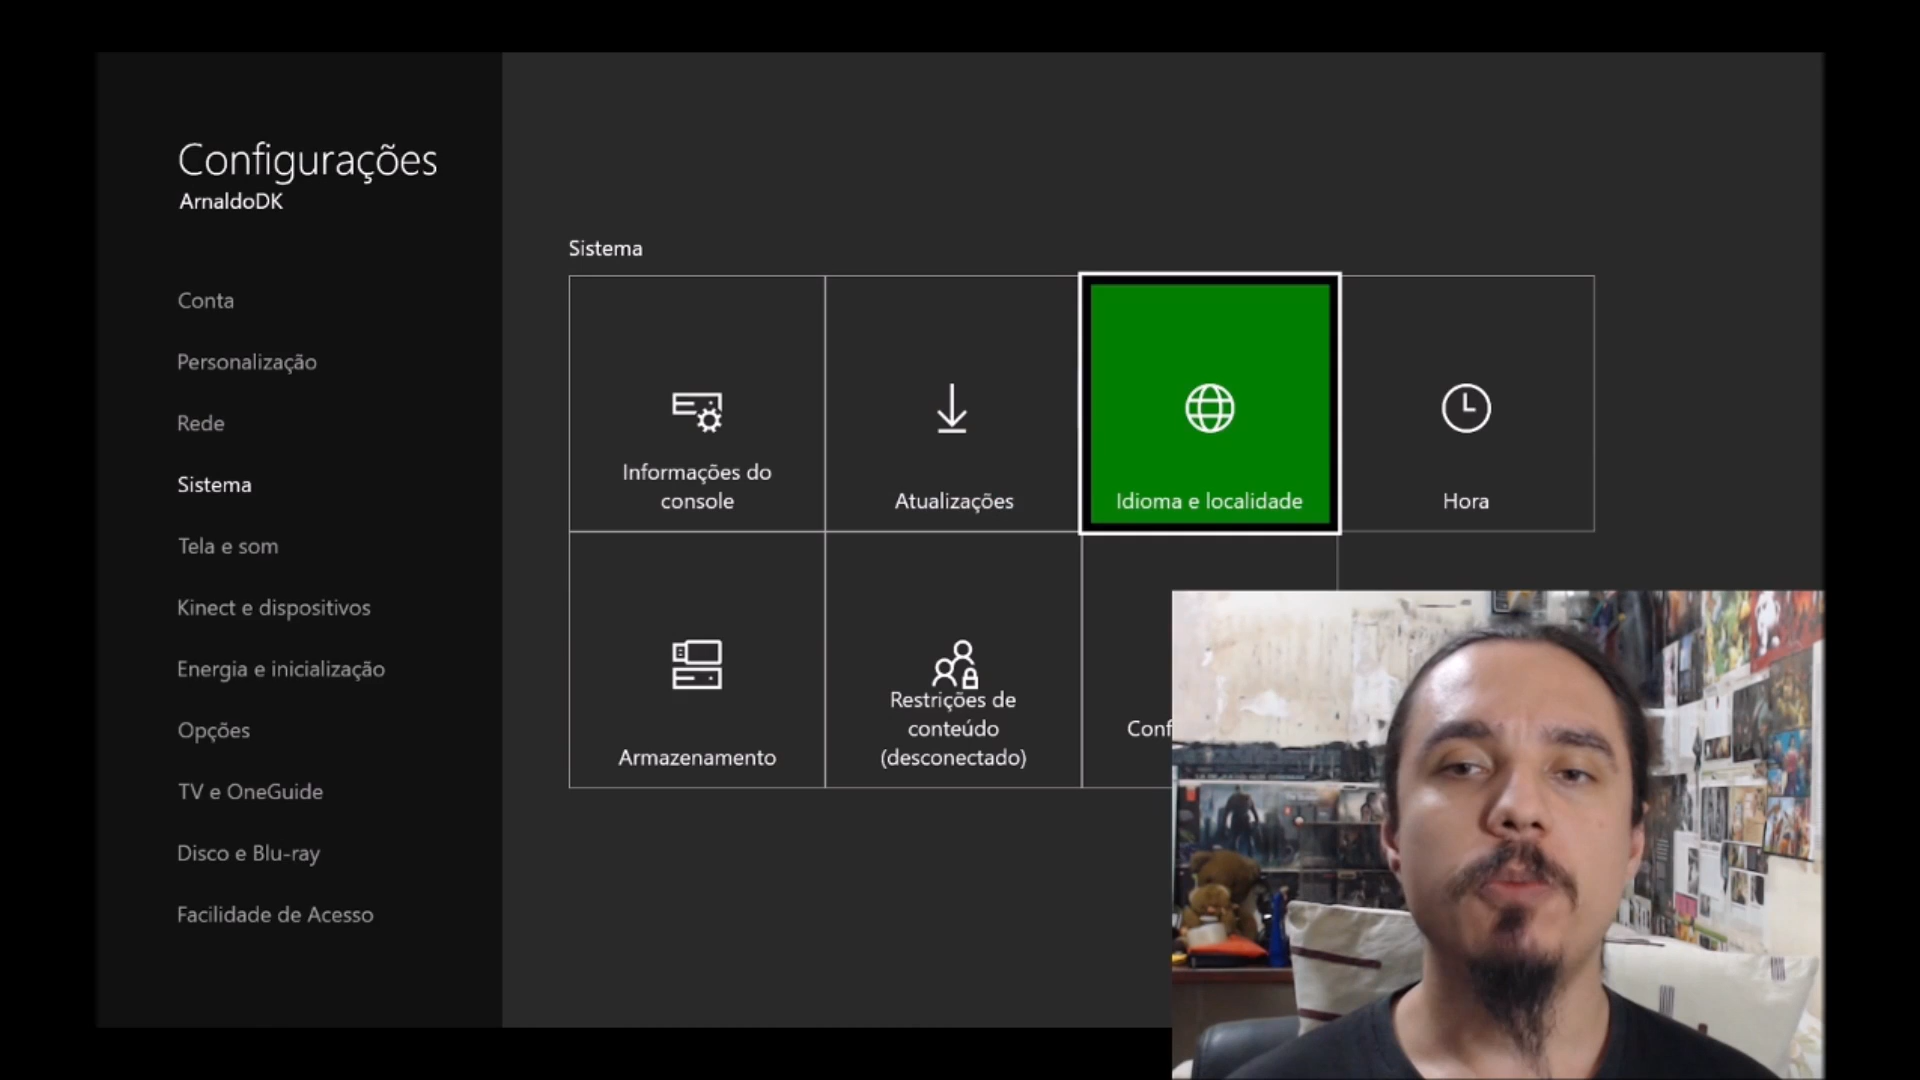 Configurações
ArnaldoDK
Conta
Personalização
Rede
Sistema
Tela e som
Kinect e dispositivos
Energia e inicialização
Opções
TV e OneGuide
Disco e Blu-ray
Facilidade de Acesso
Sistema
Informações do
console
Atualizações
Idioma e localidade
Hora
Armazenamento
Restrições de
conteúdo
(desconectado)
Conf